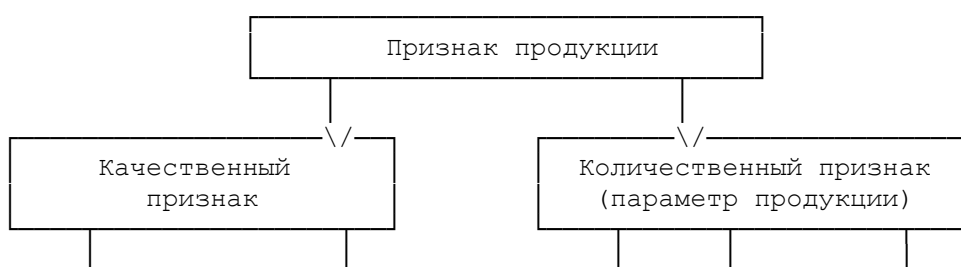 Признак продукции
Качественный
признак
Количественный признак
(параметр продукции)